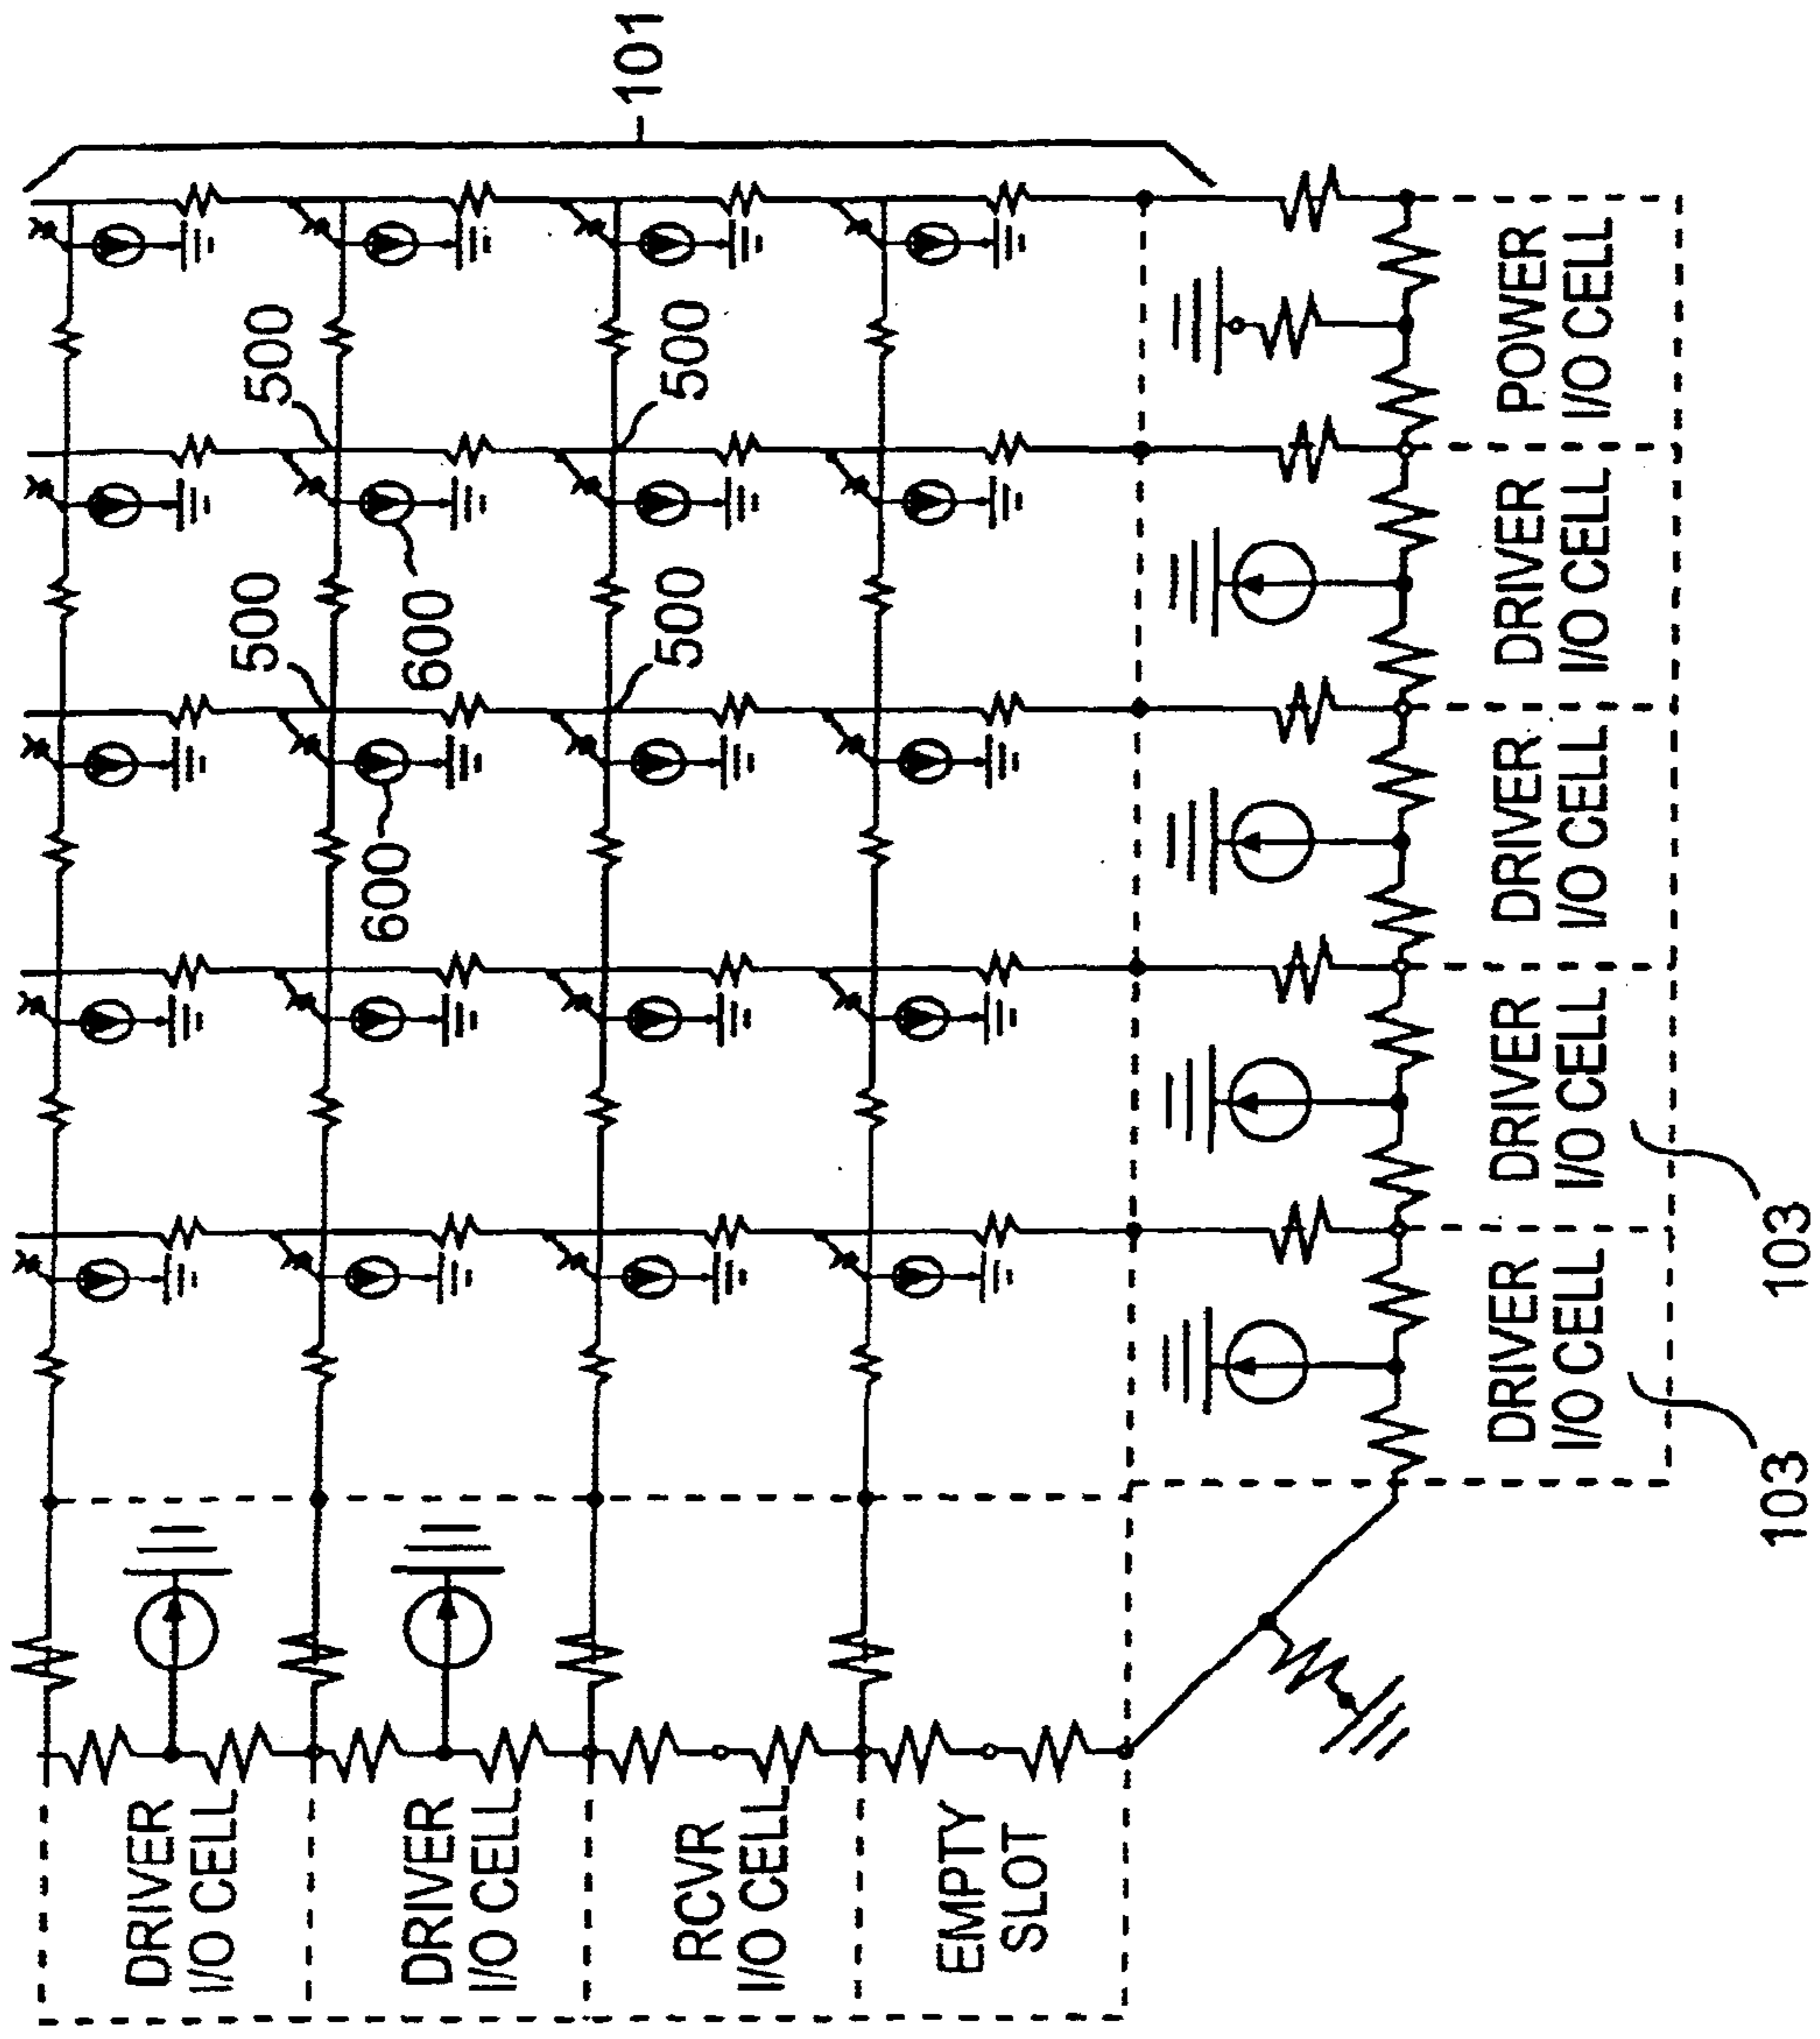 101
500
500
500
500
600
600
DRIVER
I/O CELL
DRIVER
I/O CELL
RCVR
I/O CELL
EMPTY
SLOT
DRIVER
I/O CELL
DRIVER
I/O CELL
DRIVER
I/O CELL
DRIVER
I/O CELL
POWER
I/O CELL
103
103